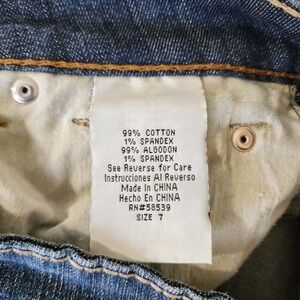 99% COTTON
1% SPANDEX
99% ALGODON
1% SPANDEX
See Reverse for Care
Instrucciones Al Reverso
Made In CHINA
Hecho En CHINA
RN#58539
SIZE 7